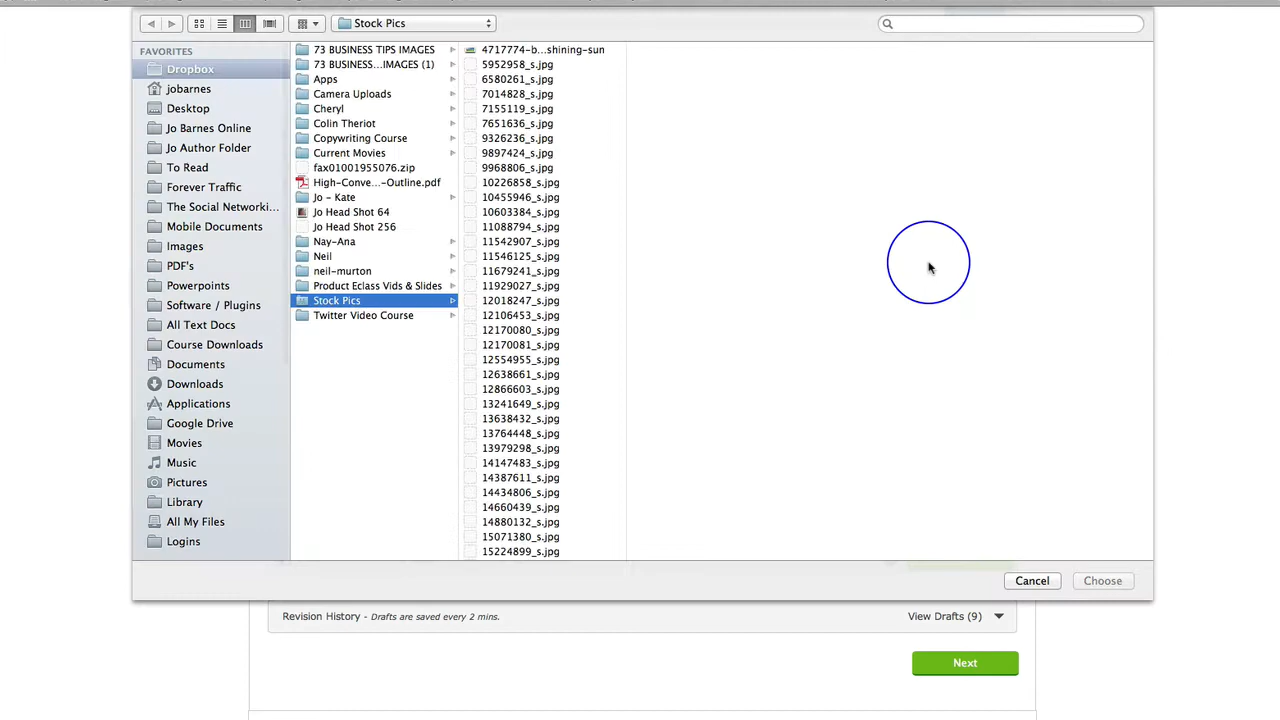 Stock Pics
FAVORITES
Dropbox
jobarnes
Desktop
Jo Barnes Online
Jo Author Folder
To Read
Forever Traffic
The Social Networki...
Mobile Documents
Images
PDF's
Powerpoints
Software / Plugins
All Text Docs
Course Downloads
Documents
Downloads
Applications
Google Drive
Movies
Music
Pictures
Library
All My Files
Logins
73 BUSINESS TIPS IMAGES
73 BUSINESS...IMAGES (1)
Apps
Camera Uploads
Cheryl
Colin Theriot
Copywriting Course
Current Movies
fax01001955076.zip
High-Conve...-Outline.pdf
Jo - Kate
Jo Head Shot 64
Jo Head Shot 256
Nay-Ana
Neil
neil-murton
Product Eclass Vids & Slides
Stock Pics
Twitter Video Course
4717774-b...shining-sun
5952958_s.jpg
6580261_s.jpg
7014828_s.jpg
7155119_s.jpg
7651636_s.jpg
9326236_s.jpg
9897424_s.jpg
9968806_s.jpg
10226858_s.jpg
10455946_s.jpg
10603384_s.jpg
11088794_s.jpg
11542907_s.jpg
11546125_s.jpg
11679241_s.jpg
11929027_s.jpg
12018247_s.jpg
12106453_s.jpg
12170080_s.jpg
12170081_s.jpg
12554955_s.jpg
12638661_s.jpg
12866603_s.jpg
13241649_s.jpg
13638432_s.jpg
13764448_s.jpg
13979298_s.jpg
14147483_s.jpg
14387611_s.jpg
14434806_s.jpg
14660439_s.jpg
14880132_s.jpg
15071380_s.jpg
15224899_s.jpg
Cancel
Choose
Revision History - Drafts are saved every 2 mins.
View Drafts (9)
Next